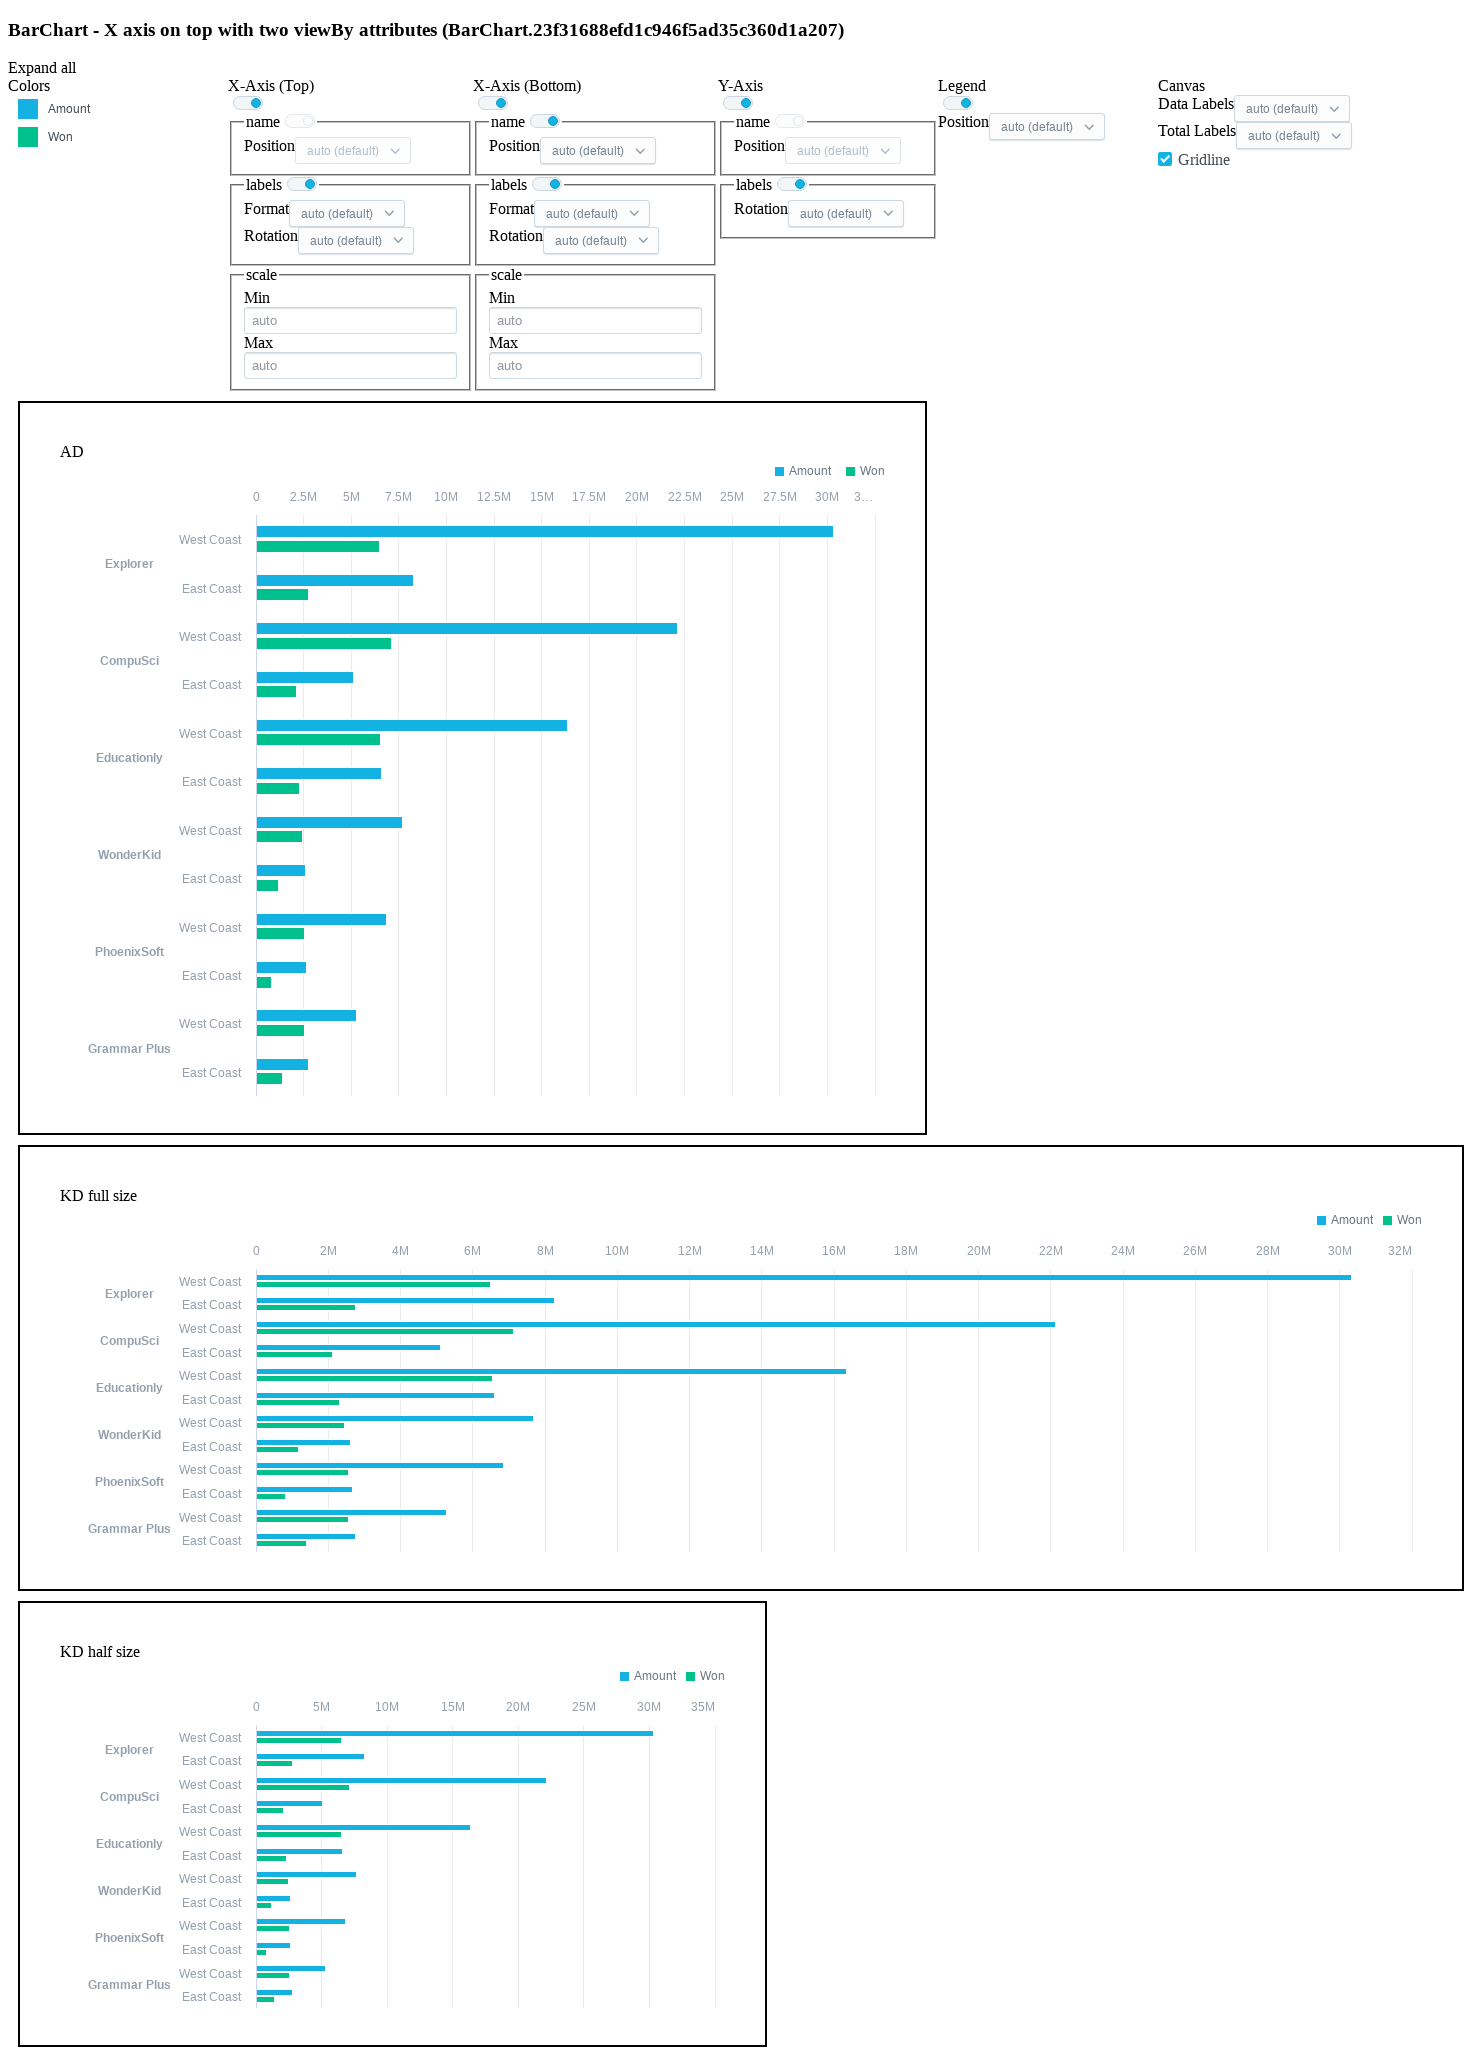 BarChart - X axis on top with two viewBy attributes (BarChart.23f31688efd1c946f5ad35c360d1a207)
Expand all
Colors
Amount
Won
X-Axis (Top)
name
Position auto (default)
labels
Format auto (default)
Rotation auto (default)
scale
Min
auto
Max
auto
X-Axis (Bottom)
name
Position auto (default)
labels
Format auto (default)
Rotation auto (default)
scale
Min
auto
Max
auto
Y-Axis
name
Position auto (default)
labels
Rotation auto (default)
Legend
Position auto (default)
Canvas
Data Labels auto (default)
Total Labels auto (default)
Gridline
AD
Amount Won
0 2.5M 5M 7.5M 10M 12.5M 15M 17.5M 20M 22.5M 25M 27.5M 30M 3…
West Coast
Explorer
East Coast
West Coast
CompuSci
East Coast
West Coast
Educationly
East Coast
West Coast
WonderKid
East Coast
West Coast
PhoenixSoft
East Coast
West Coast
Grammar Plus
East Coast
KD full size
Amount Won
0 2M 4M 6M 8M 10M 12M 14M 16M 18M 20M 22M 24M 26M 28M 30M 32M
West Coast
Explorer
East Coast
West Coast
CompuSci
East Coast
West Coast
Educationly
East Coast
West Coast
WonderKid
East Coast
West Coast
PhoenixSoft
East Coast
West Coast
Grammar Plus
East Coast
KD half size
Amount Won
0 5M 10M 15M 20M 25M 30M 35M
West Coast
Explorer
East Coast
West Coast
CompuSci
East Coast
West Coast
Educationly
East Coast
West Coast
WonderKid
East Coast
West Coast
PhoenixSoft
East Coast
West Coast
Grammar Plus
East Coast